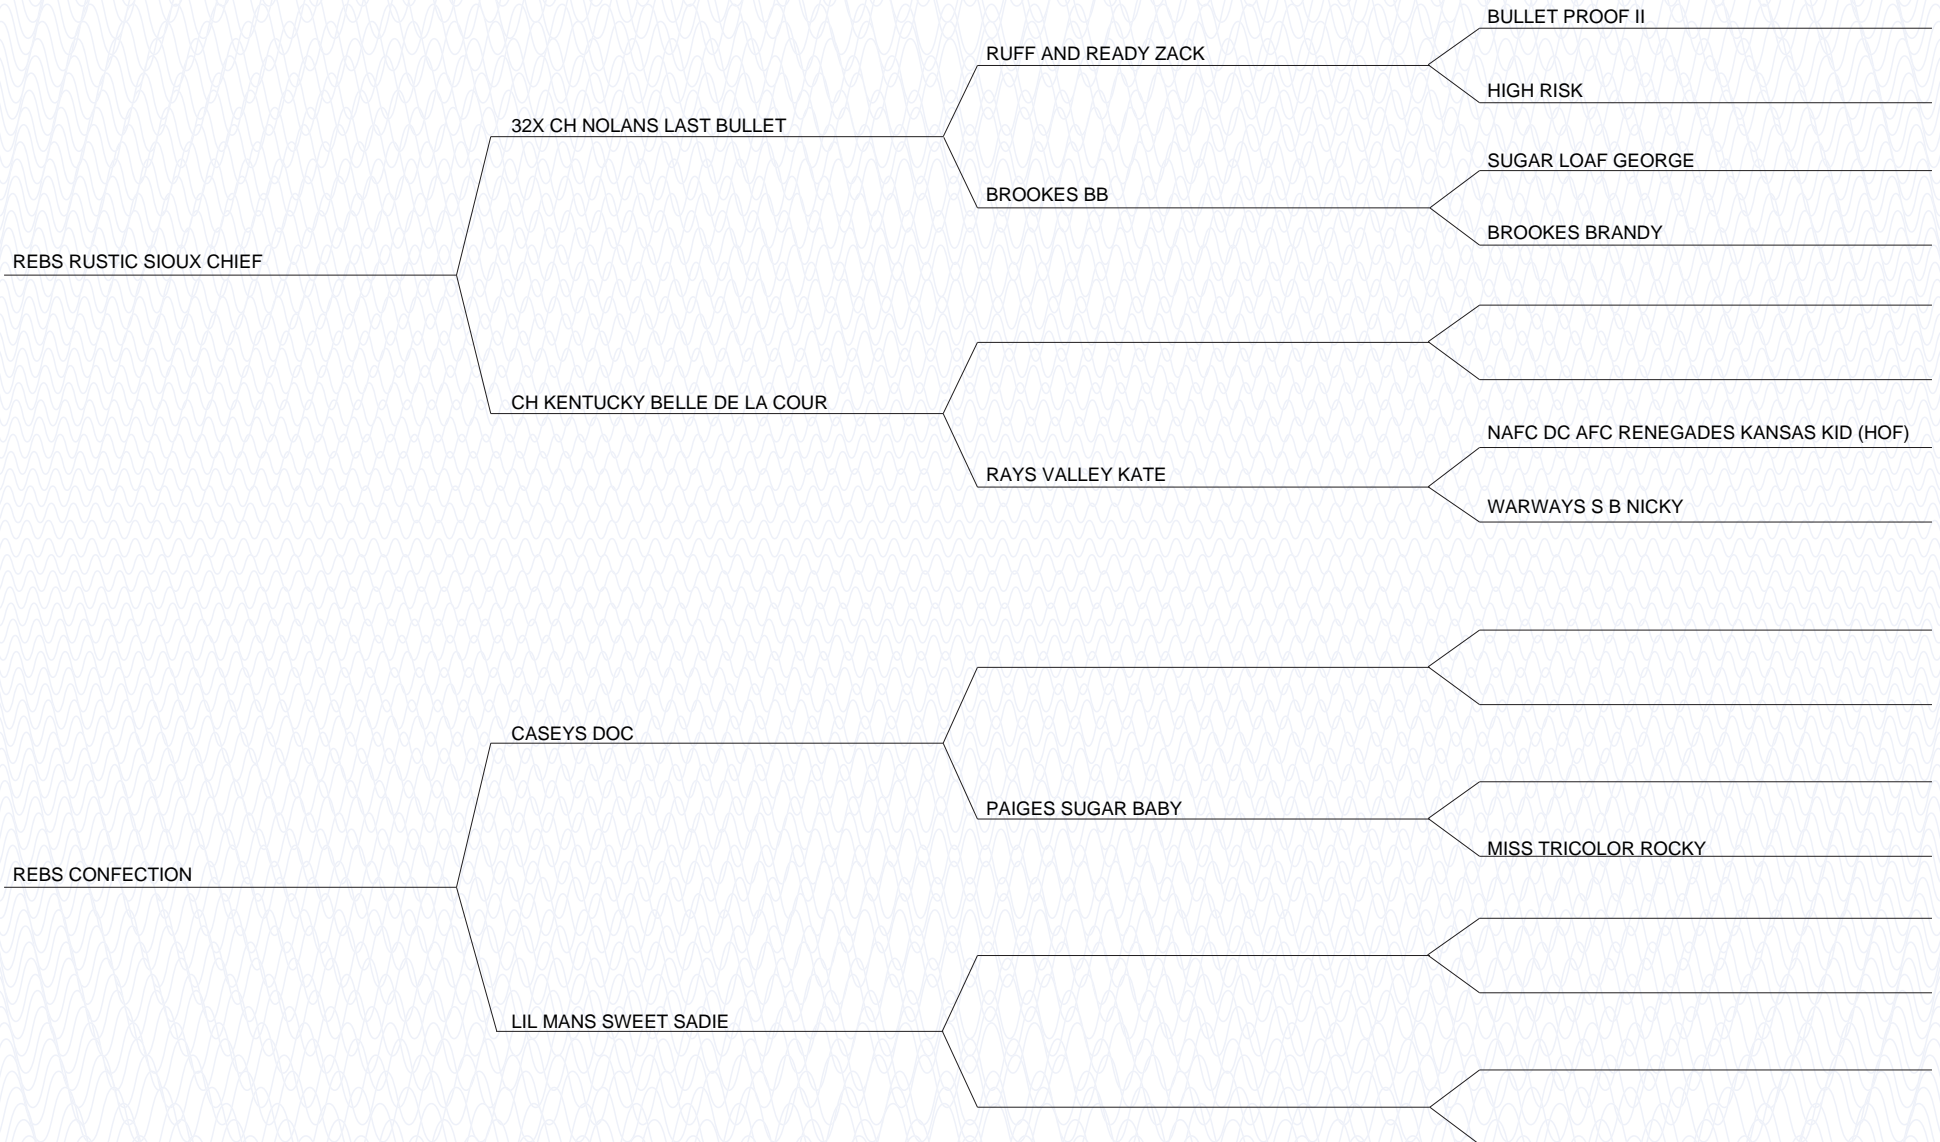 BULLET PROOF II
RUFF AND READY ZACK
HIGH RISK
32X CH NOLANS LAST BULLET
SUGAR LOAF GEORGE
BROOKES BB
BROOKES BRANDY
REBS RUSTIC SIOUX CHIEF
CH KENTUCKY BELLE DE LA COUR
NAFC DC AFC RENEGADES KANSAS KID (HOF)
RAYS VALLEY KATE
WARWAYS S B NICKY
CASEYS DOC
PAIGES SUGAR BABY
MISS TRICOLOR ROCKY
REBS CONFECTION
LIL MANS SWEET SADIE